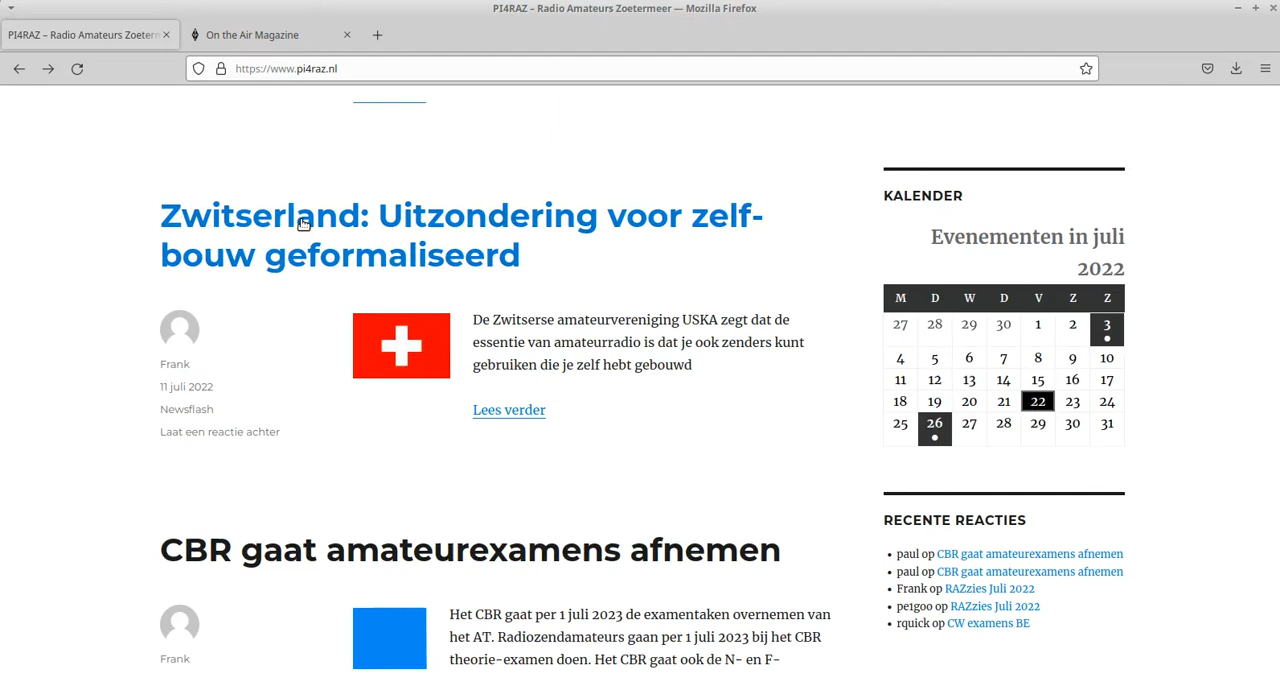 PI4RAZ – Radio Amateurs Zoetermeer — Mozilla Firefox
PI4RAZ – Radio Amateurs Zoeterm
On the Air Magazine
https://www.pi4raz.nl
Zwitserland: Uitzondering voor zelf-
bouw geformaliseerd
Frank
11 juli 2022
Newsflash
Laat een reactie achter
De Zwitserse amateurvereniging USKA zegt dat de
essentie van amateurradio is dat je ook zenders kunt
gebruiken die je zelf hebt gebouwd
Lees verder
CBR gaat amateurexamens afnemen
Frank
Het CBR gaat per 1 juli 2023 de examentaken overnemen van
het AT. Radiozendamateurs gaan per 1 juli 2023 bij het CBR
theorie-examen doen. Het CBR gaat ook de N- en F-
KALENDER
Evenementen in juli
2022
M D W D V Z Z
27 28 29 30 1 2 3
4 5 6 7 8 9 10
11 12 13 14 15 16 17
18 19 20 21 22 23 24
25 26 27 28 29 30 31
RECENTE REACTIES
• paul op CBR gaat amateurexamens afnemen
• paul op CBR gaat amateurexamens afnemen
• Frank op RAZzies Juli 2022
• pe1goo op RAZzies Juli 2022
• rquick op CW examens BE